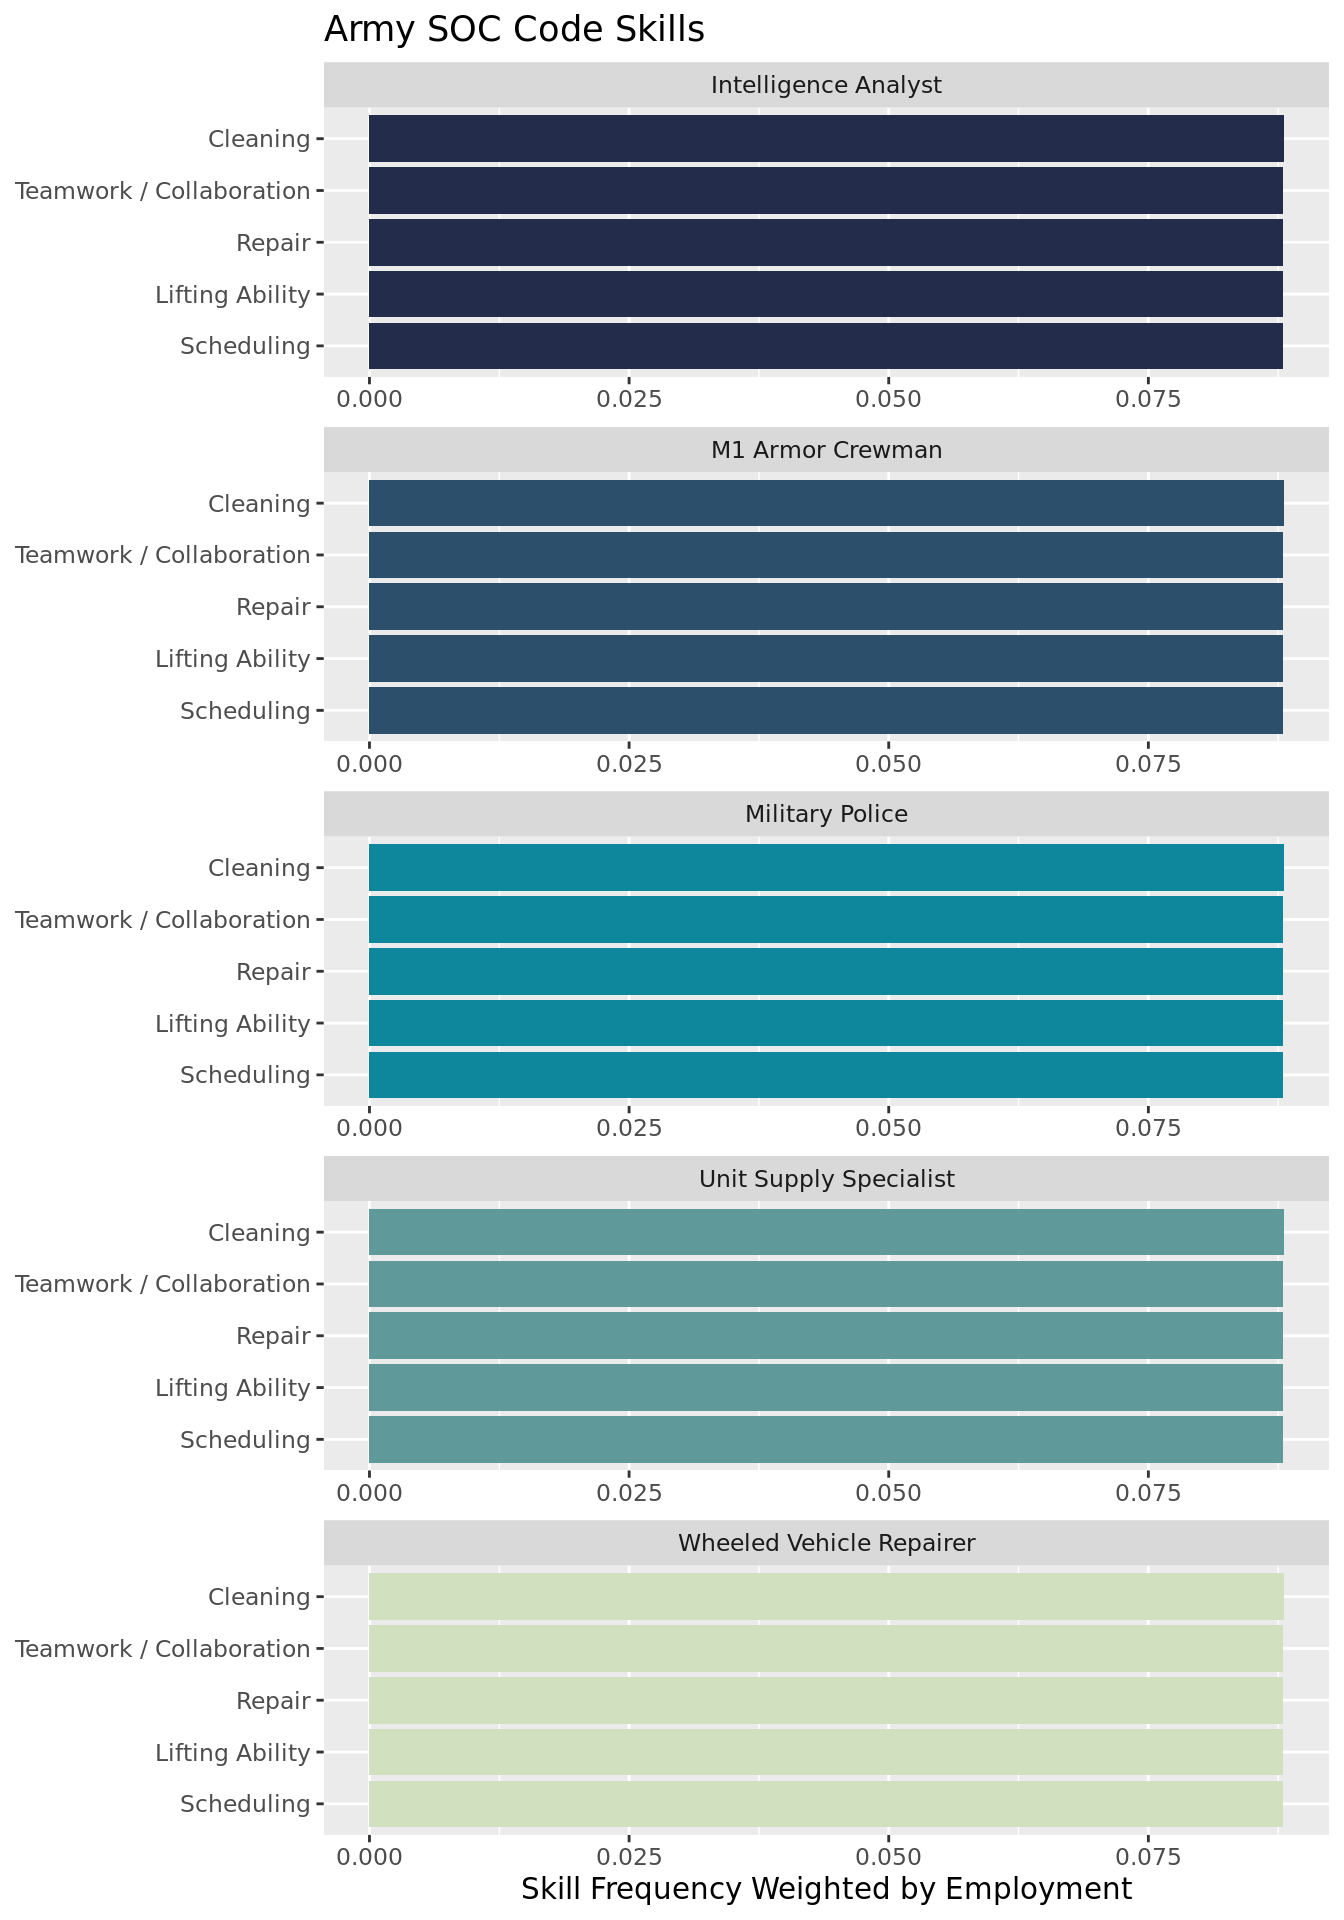 Army SOC Code Skills
Intelligence Analyst
Cleaning
Teamwork / Collaboration
Repair
Lifting Ability
Scheduling
0.000 0.025 0.050 0.075
M1 Armor Crewman
Cleaning
Teamwork / Collaboration
Repair
Lifting Ability
Scheduling
0.000 0.025 0.050 0.075
Military Police
Cleaning
Teamwork / Collaboration
Repair
Lifting Ability
Scheduling
0.000 0.025 0.050 0.075
Unit Supply Specialist
Cleaning
Teamwork / Collaboration
Repair
Lifting Ability
Scheduling
0.000 0.025 0.050 0.075
Wheeled Vehicle Repairer
Cleaning
Teamwork / Collaboration
Repair
Lifting Ability
Scheduling
0.000 0.025 0.050 0.075
Skill Frequency Weighted by Employment